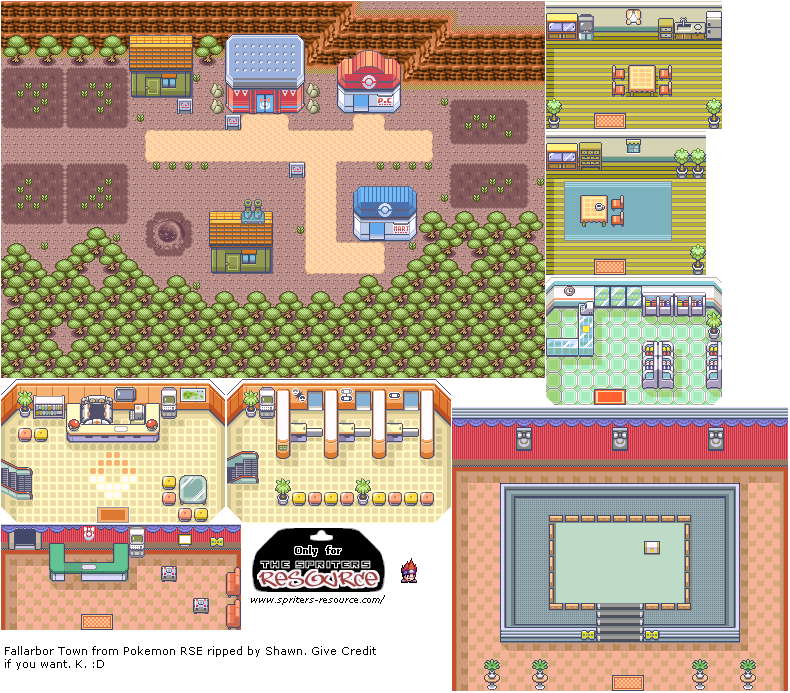 P.C
MART
Only for
THE SPRITERS
RESOURCE
www.spriters-resource.com/
Fallarbor Town from Pokemon RSE ripped by Shawn. Give Credit
if you want. K. :D